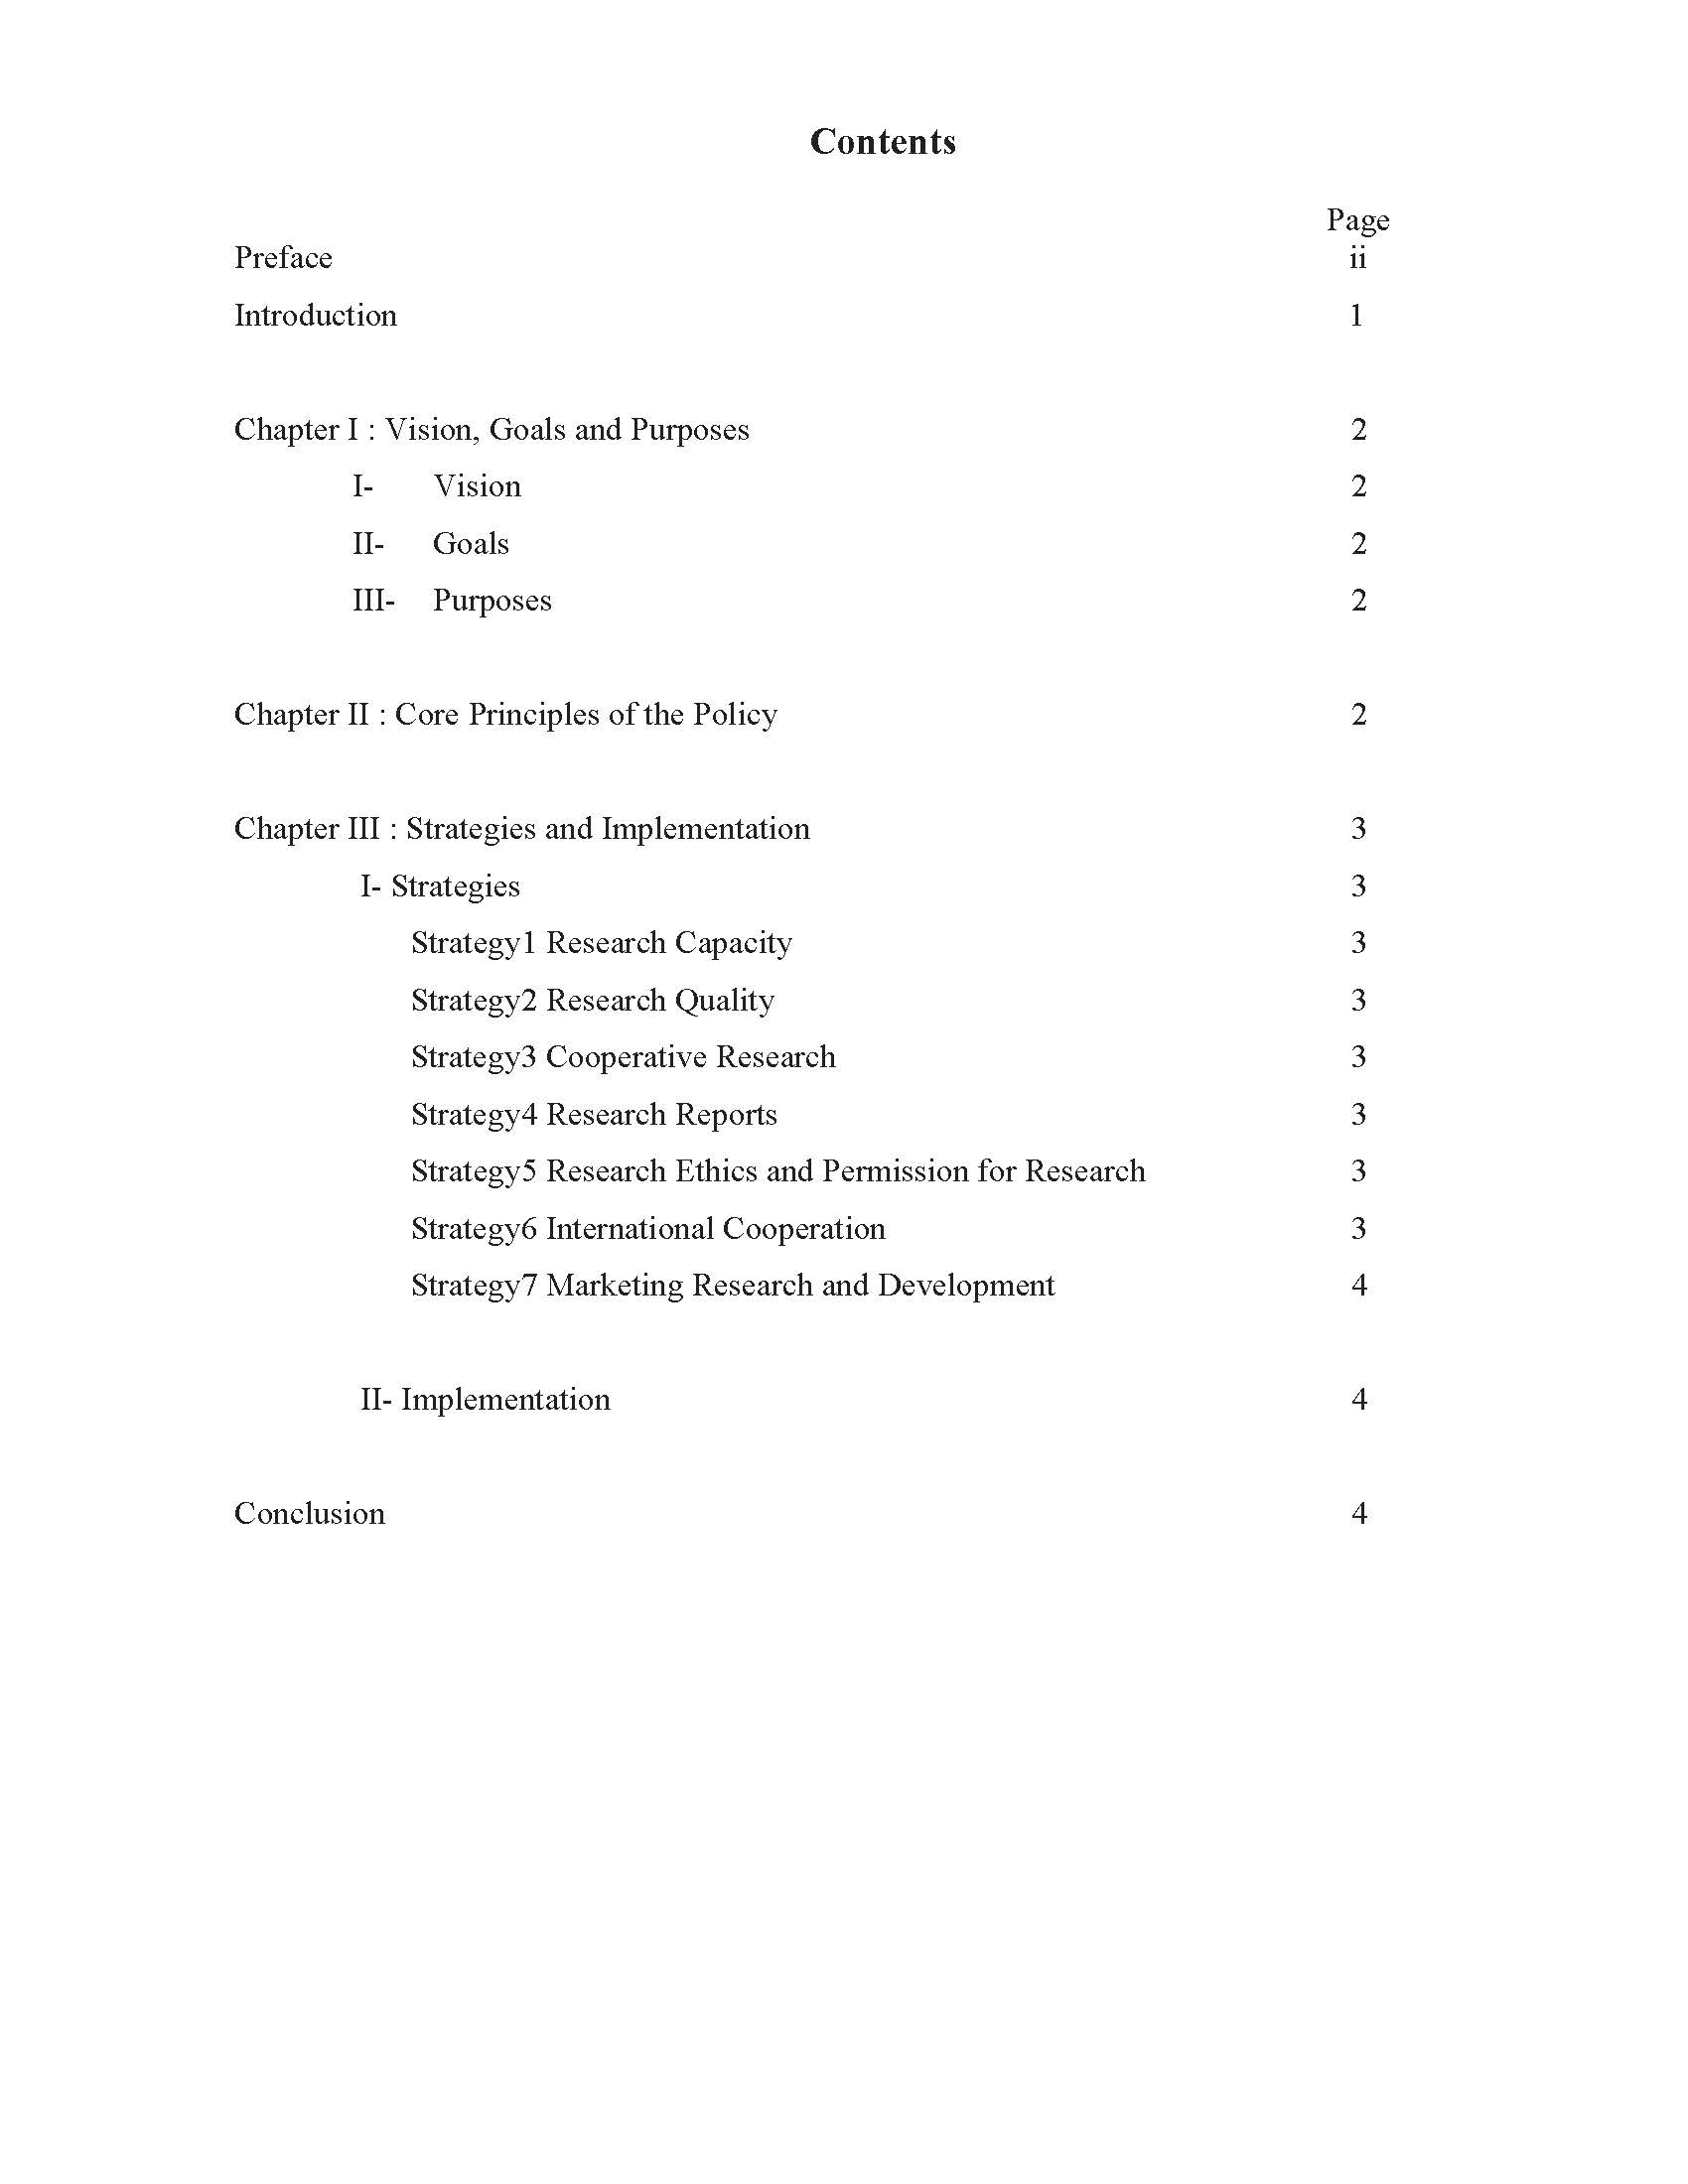 Contents
Page
Preface ii
Introduction 1
Chapter I : Vision, Goals and Purposes 2
I- Vision 2
II- Goals 2
III- Purposes 2
Chapter II : Core Principles of the Policy 2
Chapter III : Strategies and Implementation 3
I- Strategies 3
Strategy1 Research Capacity 3
Strategy2 Research Quality 3
Strategy3 Cooperative Research 3
Strategy4 Research Reports 3
Strategy5 Research Ethics and Permission for Research 3
Strategy6 International Cooperation 3
Strategy7 Marketing Research and Development 4
II- Implementation 4
Conclusion 4